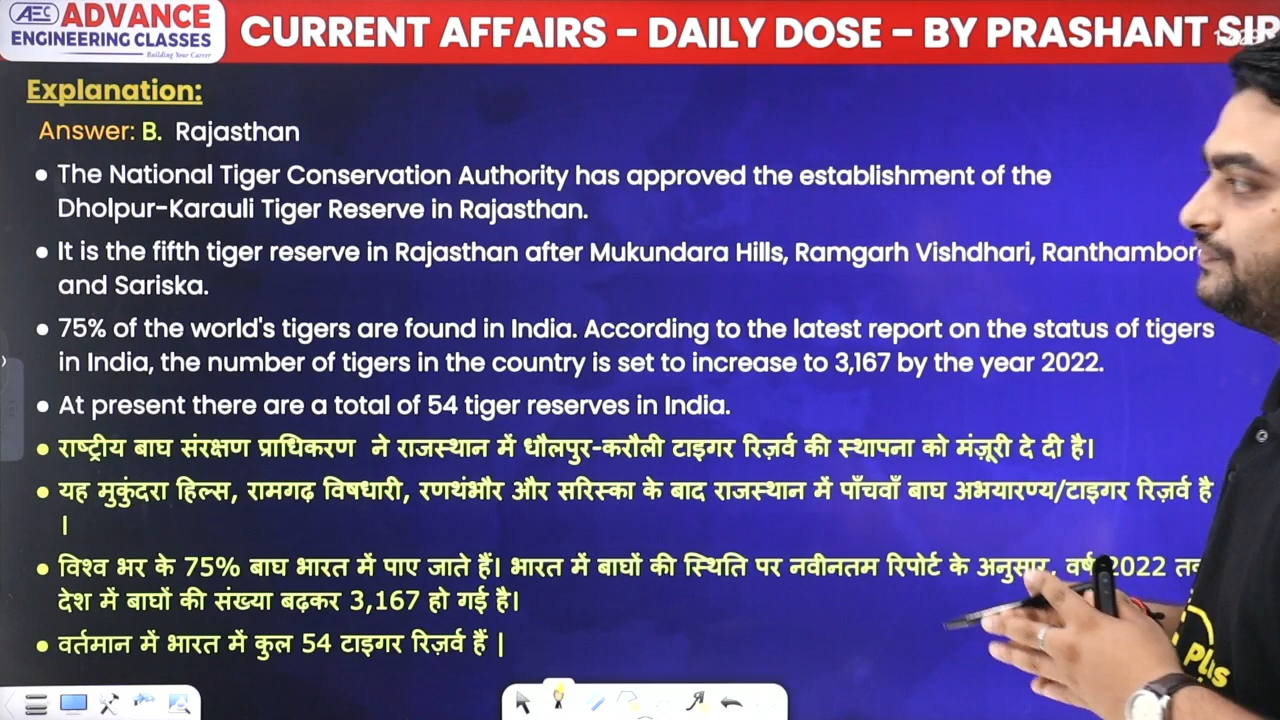 AEC ADVANCE
ENGINEERING CLASSES
Building Your Career
CURRENT AFFAIRS - DAILY DOSE - BY PRASHANT SIR
Explanation:
Answer: B. Rajasthan
• The National Tiger Conservation Authority has approved the establishment of the
Dholpur-Karauli Tiger Reserve in Rajasthan.
• It is the fifth tiger reserve in Rajasthan after Mukundara Hills, Ramgarh Vishdhari, Ranthambor
and Sariska.
• 75% of the world's tigers are found in India. According to the latest report on the status of tigers
in India, the number of tigers in the country is set to increase to 3,167 by the year 2022.
• At present there are a total of 54 tiger reserves in India.
• राष्ट्रीय बाघ संरक्षण प्राधिकरण ने राजस्थान में धौलपुर-करौली टाइगर रिज़र्व की स्थापना को मंज़ूरी दे दी है।
• यह मुकुंदरा हिल्स, रामगढ़ विषधारी, रणथंभौर और सरिस्का के बाद राजस्थान में पाँचवाँ बाघ अभयारण्य/टाइगर रिज़र्व है
।
• विश्व भर के 75% बाघ भारत में पाए जाते हैं। भारत में बाघों की स्थिति पर नवीनतम रिपोर्ट के अनुसार, वर्ष 2022
देश में बाघों की संख्या बढ़कर 3,167 हो गई है।
• वर्तमान में भारत में कुल 54 टाइगर रिज़र्व हैं |